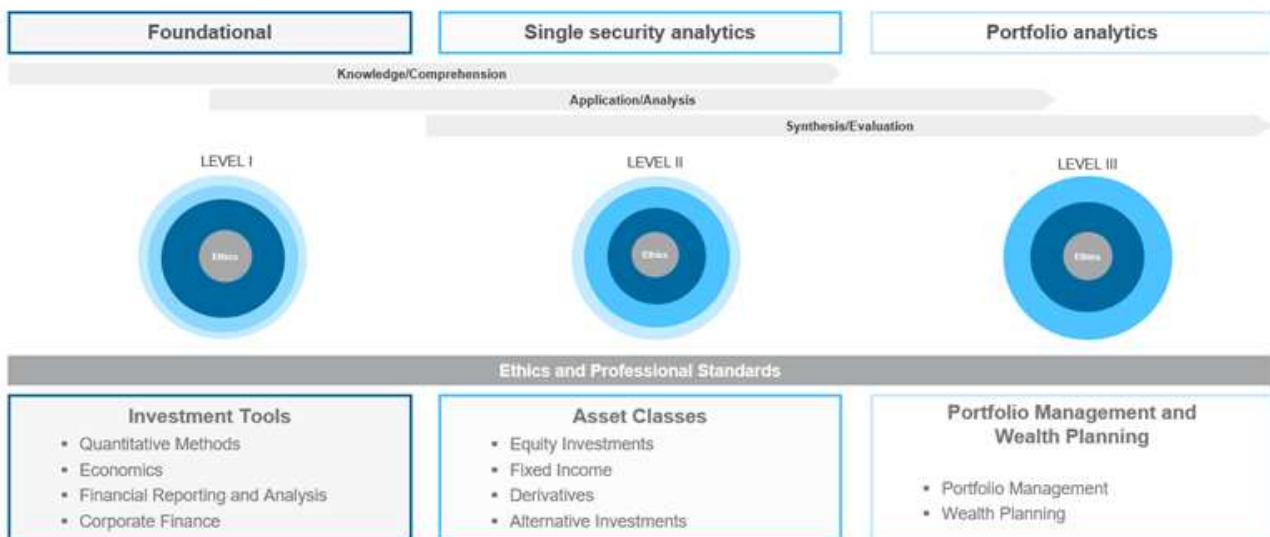 Foundational
Single security analytics
Portfolio analytics
Knowledge/Comprehension
Application/Analysis
Synthesis/Evaluation
LEVEL I
LEVEL II
LEVEL III
Ethics
Ethics
Ethics
Ethics and Professional Standards
Investment Tools
▪ Quantitative Methods
▪ Economics
▪ Financial Reporting and Analysis
▪ Corporate Finance
Asset Classes
▪ Equity Investments
▪ Fixed Income
▪ Derivatives
▪ Alternative Investments
Portfolio Management and
Wealth Planning
▪ Portfolio Management
▪ Wealth Planning